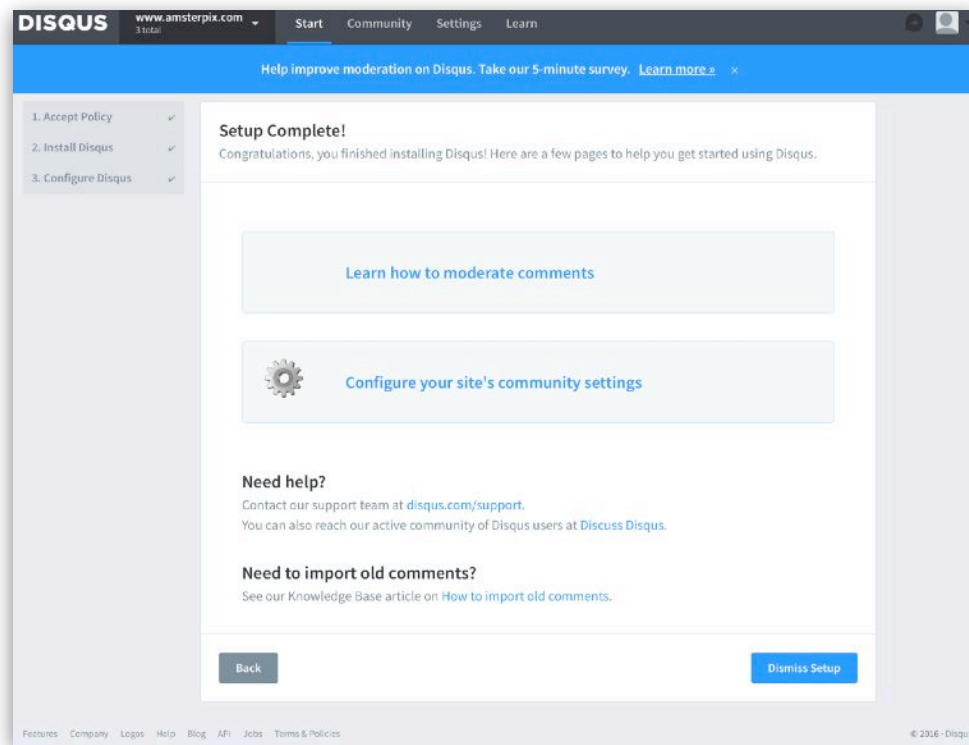 DISQUS
www.amsterpix.com
3 total
Start Community Settings Learn
Help improve moderation on Disqus. Take our 5-minute survey. Learn more » ×
1. Accept Policy ✓
2. Install Disqus ✓
3. Configure Disqus ✓
Setup Complete!
Congratulations, you finished installing Disqus! Here are a few pages to help you get started using Disqus.
Learn how to moderate comments
Configure your site's community settings
Need help?
Contact our support team at disqus.com/support.
You can also reach our active community of Disqus users at Discuss Disqus.
Need to import old comments?
See our Knowledge Base article on How to import old comments.
Back
Dismiss Setup
Features Company Logos Help Blog API Jobs Terms & Policies
© 2016 - Disqu